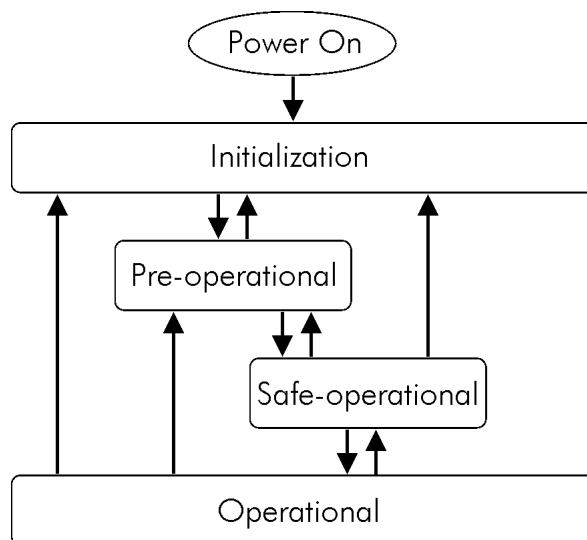 Power On
Initialization
Pre-operational
Safe-operational
Operational